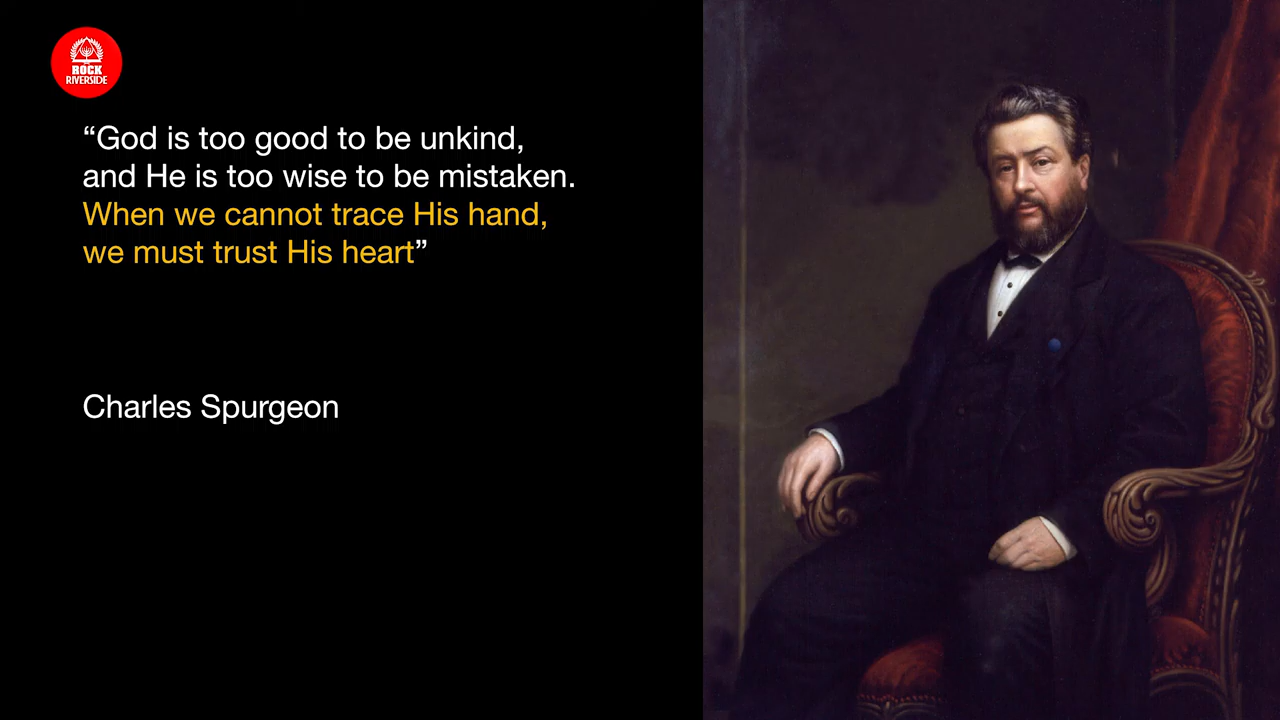 ROCK
RIVERSIDE
“God is too good to be unkind,
and He is too wise to be mistaken.
When we cannot trace His hand,
we must trust His heart”
Charles Spurgeon